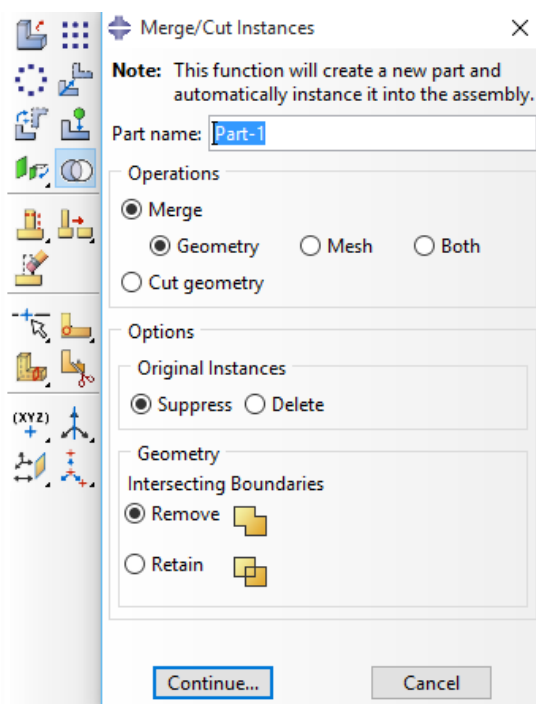 Merge/Cut Instances
Note: This function will create a new part and
automatically instance it into the assembly.
Part name: Part-1
Operations
Merge
Geometry Mesh Both
Cut geometry
Options
Original Instances
Suppress Delete
Geometry
Intersecting Boundaries
Remove
Retain
(XYZ)
Continue... Cancel